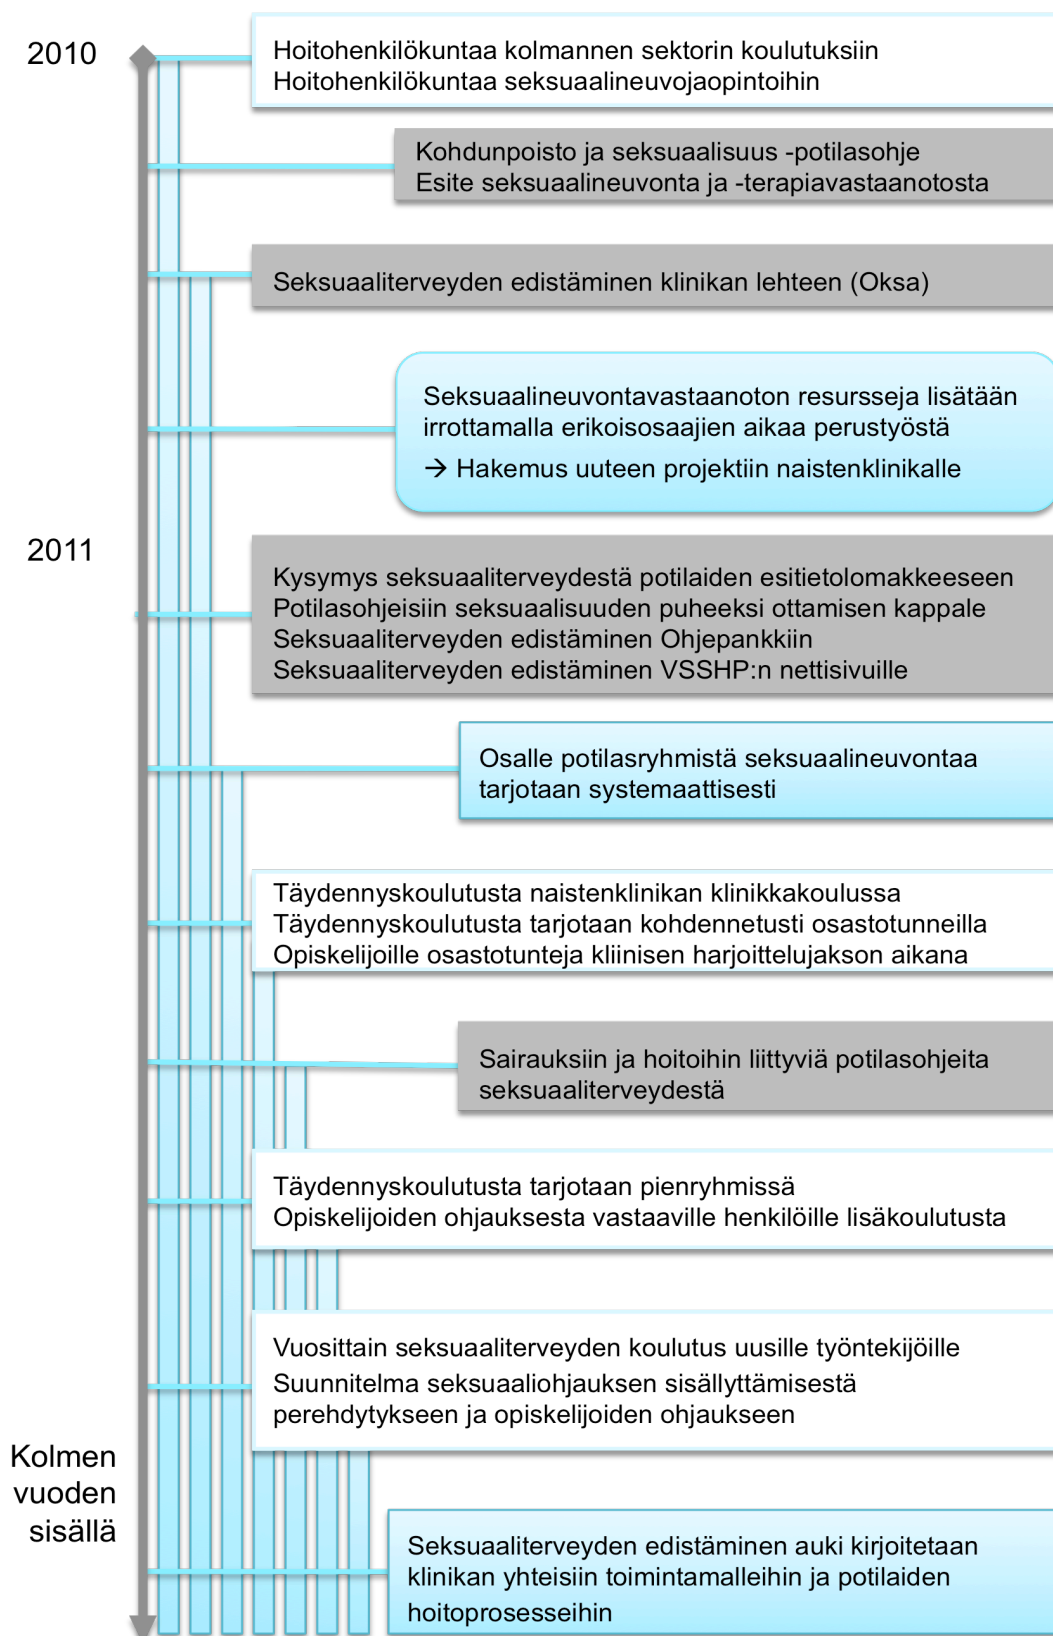 2010
Hoitohenkilökuntaa kolmannen sektorin koulutuksiin
Hoitohenkilökuntaa seksuaalineuvojaopintoihin
Kohdunpoisto ja seksuaalisuus -potilasohje
Esite seksuaalineuvonta ja -terapiavastaanotosta
Seksuaaliterveyden edistäminen klinikan lehteen (Oksa)
Seksuaalineuvontavastaanoton resursseja lisätään
irrottamalla erikoisosaajien aikaa perustyöstä
→ Hakemus uuteen projektiin naistenklinikalle
2011
Kysymys seksuaaliterveydestä potilaiden esitietolomakkeeseen
Potilasohjeisiin seksuaalisuuden puheeksi ottamisen kappale
Seksuaaliterveyden edistäminen Ohjepankkiin
Seksuaaliterveyden edistäminen VSSHP:n nettisivuille
Osalle potilasryhmistä seksuaalineuvontaa
tarjotaan systemaattisesti
Täydennyskoulutusta naistenklinikan klinikkakoulussa
Täydennyskoulutusta tarjotaan kohdennetusti osastotunneilla
Opiskelijoille osastotunteja kliinisen harjoittelujakson aikana
Sairauksiin ja hoitoihin liittyviä potilasohjeita
seksuaaliterveydestä
Täydennyskoulutusta tarjotaan pienryhmissä
Opiskelijoiden ohjauksesta vastaaville henkilöille lisäkoulutusta
Vuosittain seksuaaliterveyden koulutus uusille työntekijöille
Suunnitelma seksuaaliohjauksen sisällyttämisestä
perehdytykseen ja opiskelijoiden ohjaukseen
Kolmen
vuoden
sisällä
Seksuaaliterveyden edistäminen auki kirjoitetaan
klinikan yhteisiin toimintamalleihin ja potilaiden
hoitoprosesseihin